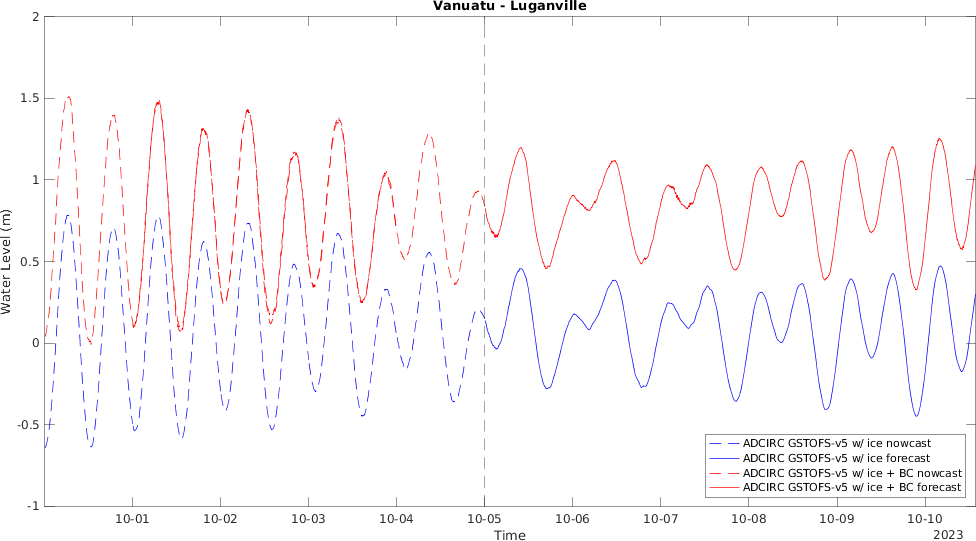 Vanuatu - Luganville
2
1.5
1
0.5
0
-0.5
-1
Water Level (m)
10-01 10-02 10-03 10-04 10-05 10-06 10-07 10-08 10-09 10-10
Time
2023
ADCIRC GSTOFS-v5 w/ ice nowcast
ADCIRC GSTOFS-v5 w/ ice forecast
ADCIRC GSTOFS-v5 w/ ice + BC nowcast
ADCIRC GSTOFS-v5 w/ ice + BC forecast